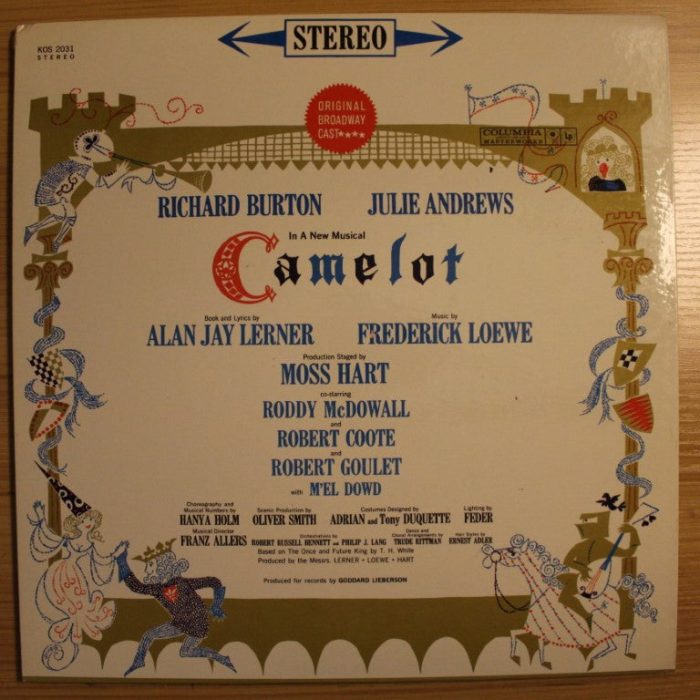 KOS 2031
STEREO
STEREO
ORIGINAL
BROADWAY
CAST★★★★
COLUMBIA
MASTERWORKS
LP
RICHARD BURTON JULIE ANDREWS
In A New Musical
Camelot
Book and Lyrics by Music by
ALAN JAY LERNER FREDERICK LOEWE
Production Staged by
MOSS HART
co-starring
RODDY McDOWALL
and
ROBERT COOTE
and
ROBERT GOULET
with M'EL DOWD
Choreography and
Musical Numbers by Scenic Production by Costumes Designed by Lighting by
HANYA HOLM OLIVER SMITH ADRIAN and Tony DUQUETTE FEDER
Musical Director Orchestrations by Dance and Choral Arrangements by Hair Styles by
FRANZ ALLERS ROBERT RUSSELL BENNETT and PHILIP J. LANG TRUDE RITTMAN ERNEST ADLER
Based on The Once and Future King by T. H. White
Produced by the Messrs. LERNER • LOEWE • HART
Produced for records by GODDARD LIEBERSON